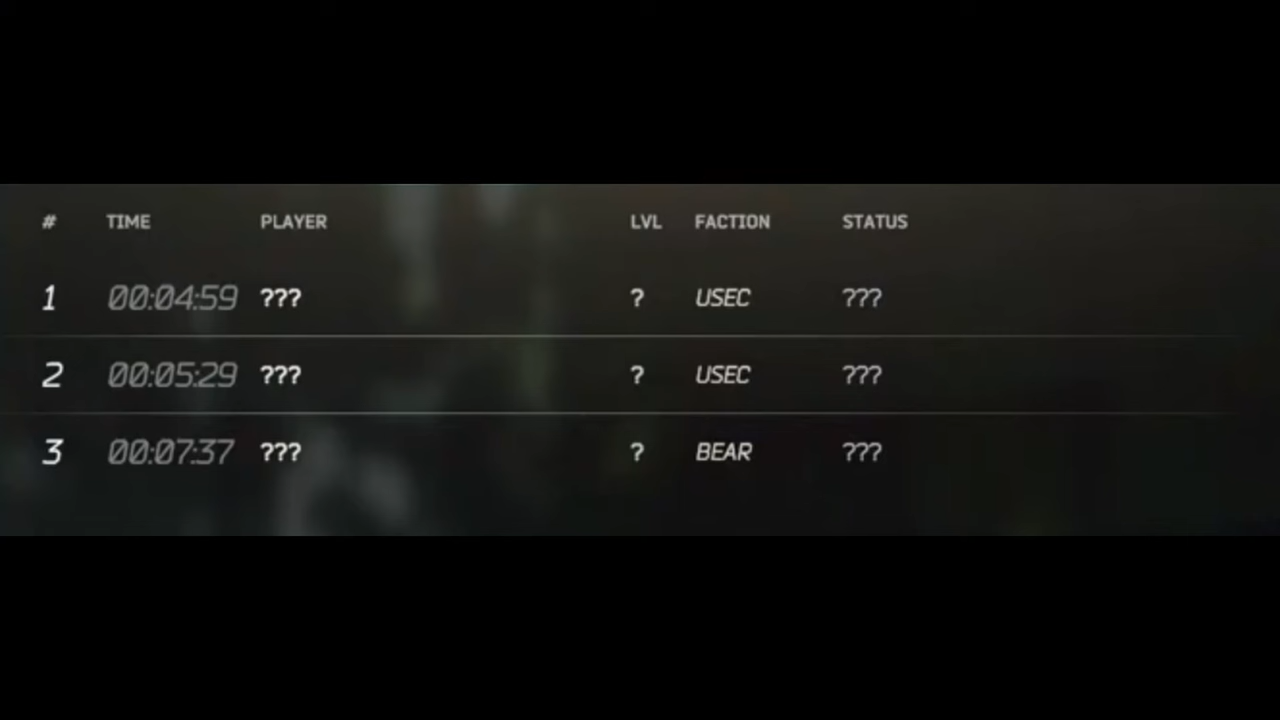 # TIME PLAYER LVL FACTION STATUS
1 00:04:59 ??? ? USEC ???
2 00:05:29 ??? ? USEC ???
3 00:07:37 ??? ? BEAR ???